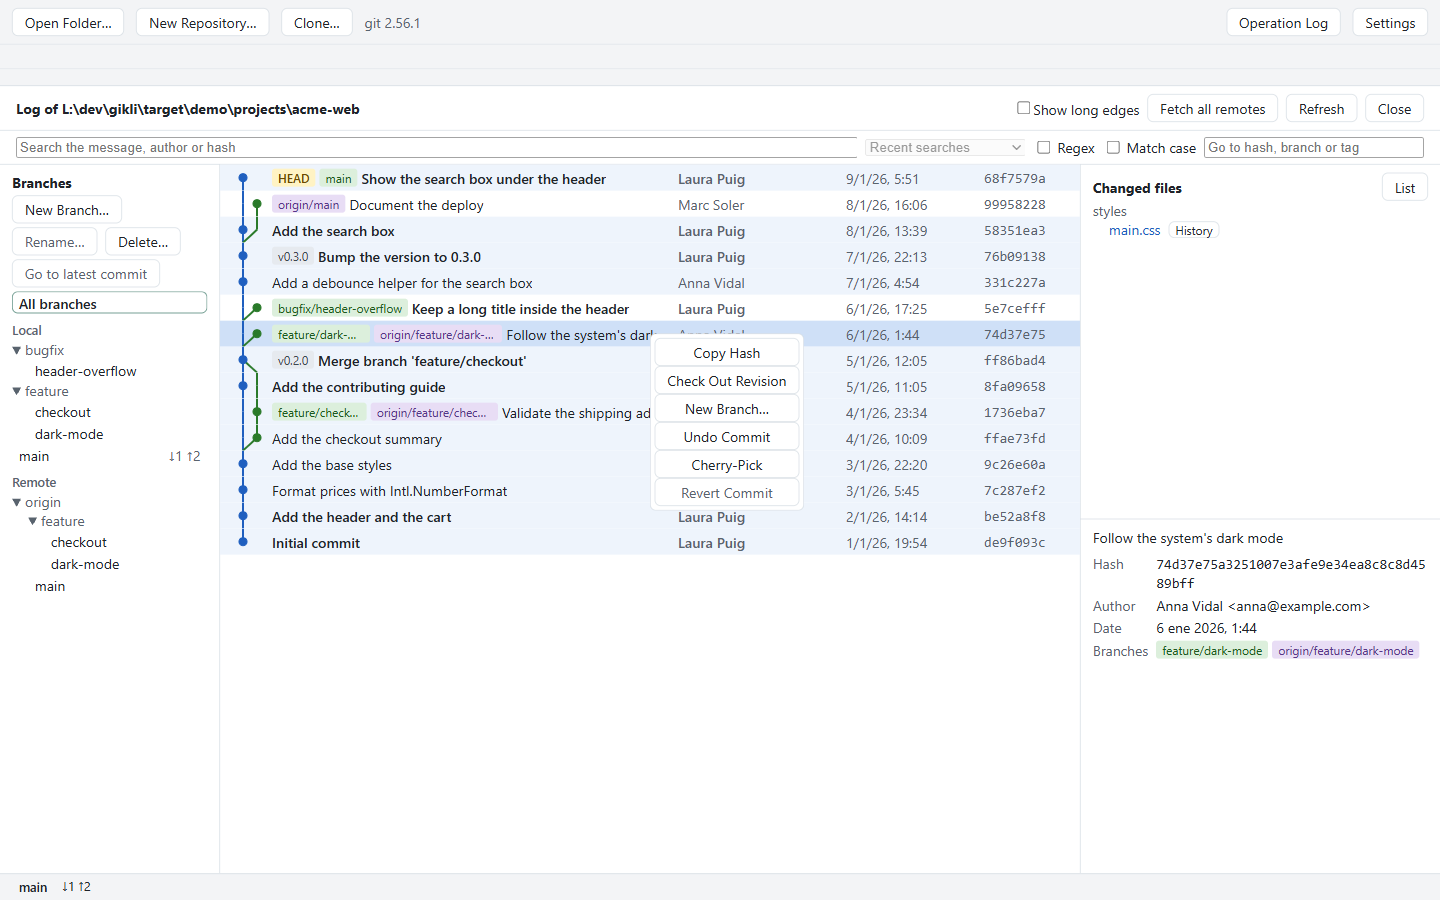 Open Folder... New Repository... Clone... git 2.56.1 Operation Log Settings
Log of L:\dev\gikli\target\demo\projects\acme-web Show long edges Fetch all remotes Refresh Close
Search the message, author or hash Recent searches Regex Match case Go to hash, branch or tag
Branches
New Branch...
Rename... Delete...
Go to latest commit
All branches
Local
bugfix
header-overflow
feature
checkout
dark-mode
main ↓1 ↑2
Remote
origin
feature
checkout
dark-mode
main
HEAD main Show the search box under the header Laura Puig 9/1/26, 5:51 68f7579a
origin/main Document the deploy Marc Soler 8/1/26, 16:06 99958228
Add the search box Laura Puig 8/1/26, 13:39 58351ea3
v0.3.0 Bump the version to 0.3.0 Laura Puig 7/1/26, 22:13 76b09138
Add a debounce helper for the search box Anna Vidal 7/1/26, 4:54 331c227a
bugfix/header-overflow Keep a long title inside the header Laura Puig 6/1/26, 17:25 5e7cefff
feature/dark-... origin/feature/dark-... Follow the system's dark 6/1/26, 1:44 74d37e75
v0.2.0 Merge branch 'feature/checkout' 5/1/26, 12:05 ff86bad4
Add the contributing guide 5/1/26, 11:05 8fa09658
feature/check... origin/feature/chec... Validate the shipping ad 4/1/26, 23:34 1736eba7
Add the checkout summary 4/1/26, 10:09 ffae73fd
Add the base styles 3/1/26, 22:20 9c26e60a
Format prices with Intl.NumberFormat 3/1/26, 5:45 7c287ef2
Add the header and the cart Laura Puig 2/1/26, 14:14 be52a8f8
Initial commit Laura Puig 1/1/26, 19:54 de9f093c
Copy Hash
Check Out Revision
New Branch...
Undo Commit
Cherry-Pick
Revert Commit
Changed files List
styles
main.css History
Follow the system's dark mode
Hash 74d37e75a3251007e3afe9e34ea8c8c8d45
89bff
Author Anna Vidal <anna@example.com>
Date 6 ene 2026, 1:44
Branches feature/dark-mode origin/feature/dark-mode
main ↓1 ↑2